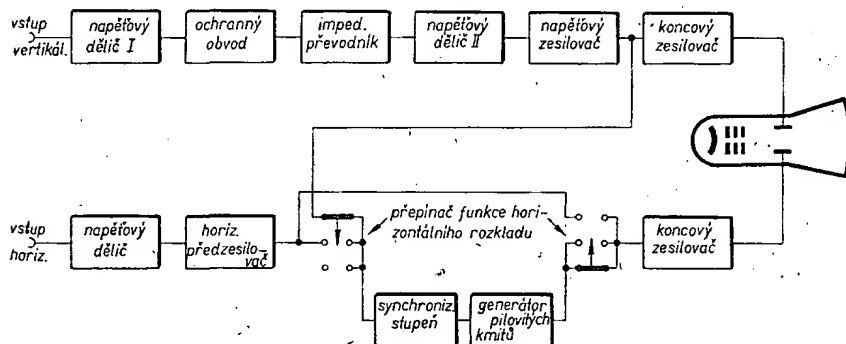 vstup
vertikál.
napěťový
dělič I
ochranný
obvod
imped.
převodník
napěťový
dělič II
napěťový
zesilovač
koncový
zesilovač
vstup
horiz.
napěťový
dělič
horiz.
předzesilo-
vač
přepínač funkce hori-
zontálního rozkladu
koncový
zesilovač
synchroniz.
stupeň
generátor
pilovitých
kmitů